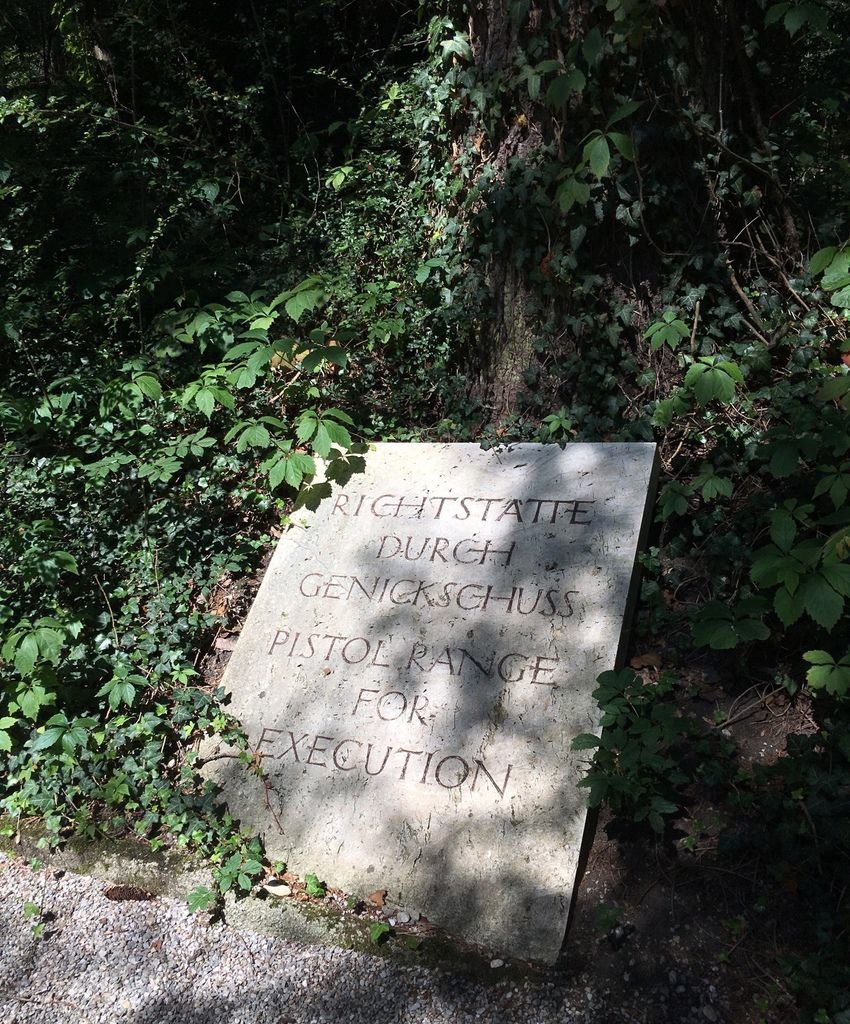 RICHTSTATTE
DURCH
GENICKSCHUSS
PISTOL RANGE
FOR
EXECUTION